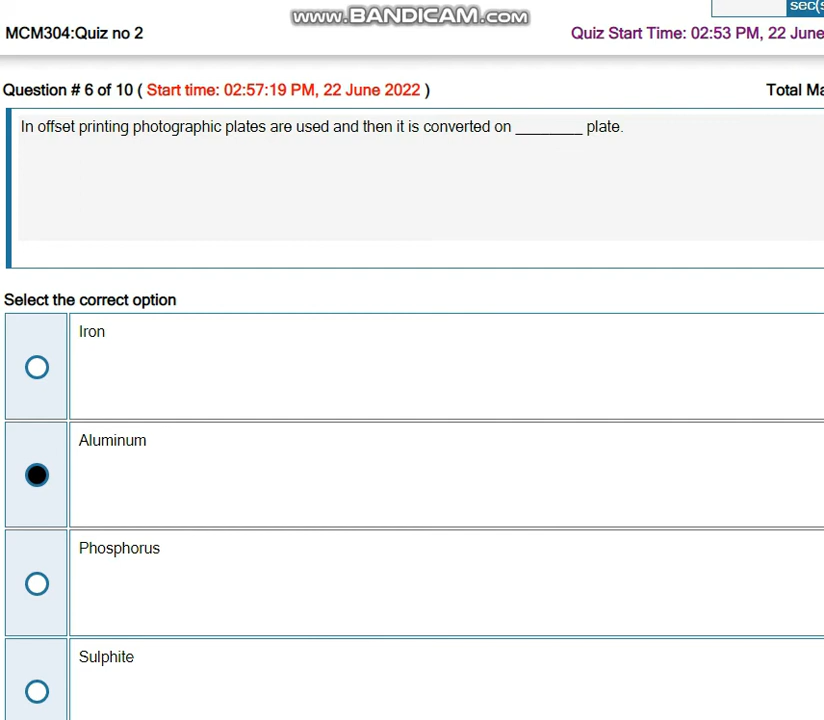 www.BANDICAM.com
sec(s
MCM304:Quiz no 2
Quiz Start Time: 02:53 PM, 22 June
Question # 6 of 10 ( Start time: 02:57:19 PM, 22 June 2022 )
Total Ma
In offset printing photographic plates are used and then it is converted on ________ plate.
Select the correct option
Iron
Aluminum
Phosphorus
Sulphite